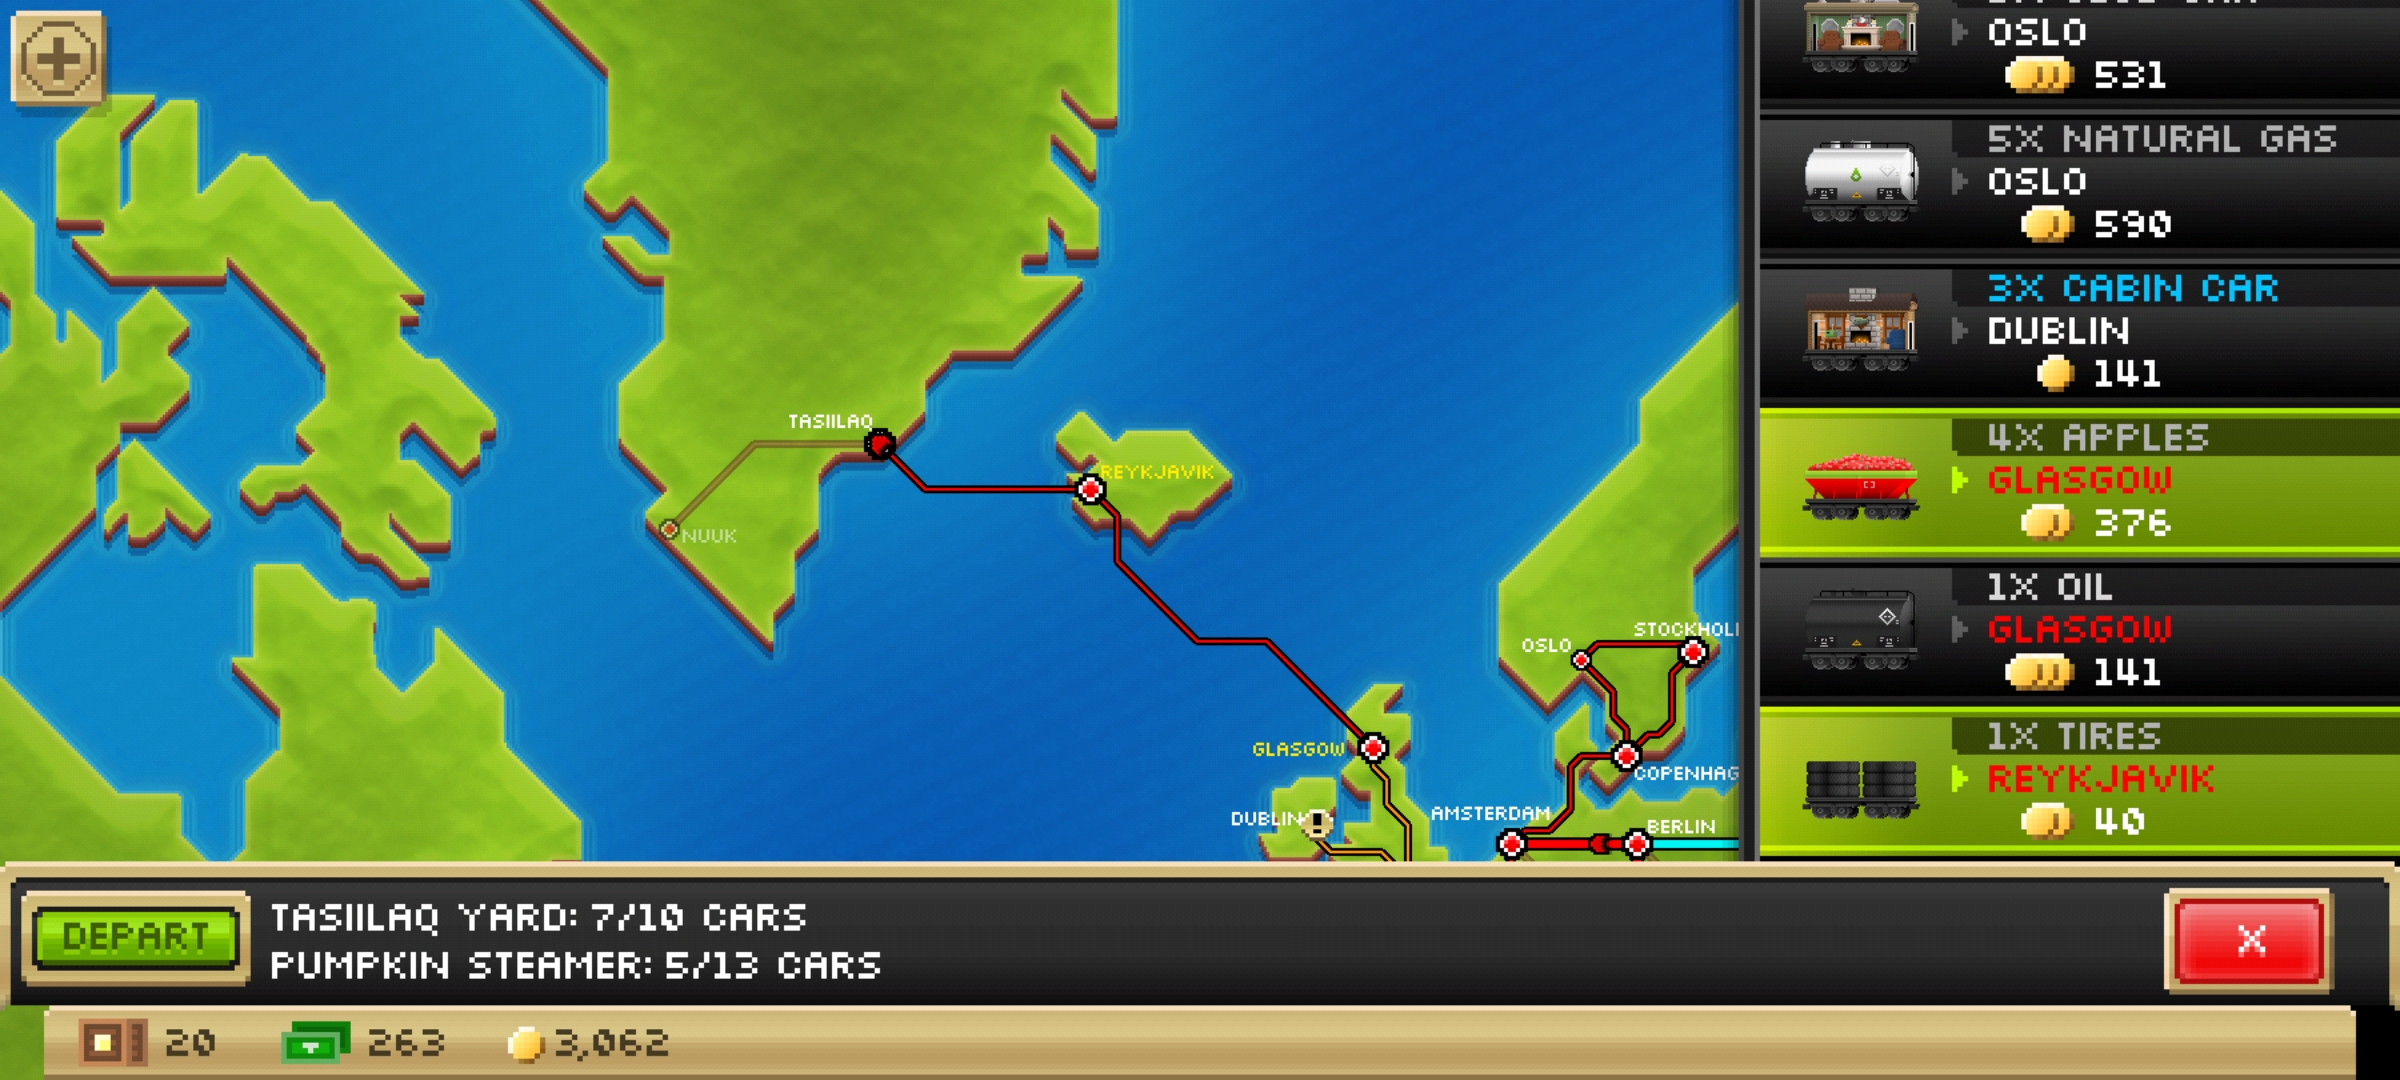 OSLO
531
5X NATURAL GAS
OSLO
590
3X CABIN CAR
DUBLIN
141
4X APPLES
GLASGOW
376
1X OIL
GLASGOW
141
1X TIRES
REYKJAVIK
40
TASIILAQ
REYKJAVIK
NUUK
STOCKHOL
OSLO
GLASGOW
COPENHAG
AMSTERDAM
DUBLIN
BERLIN
DEPART
TASIILAQ YARD: 7/10 CARS
PUMPKIN STEAMER: 5/13 CARS
X
20
263
3,062